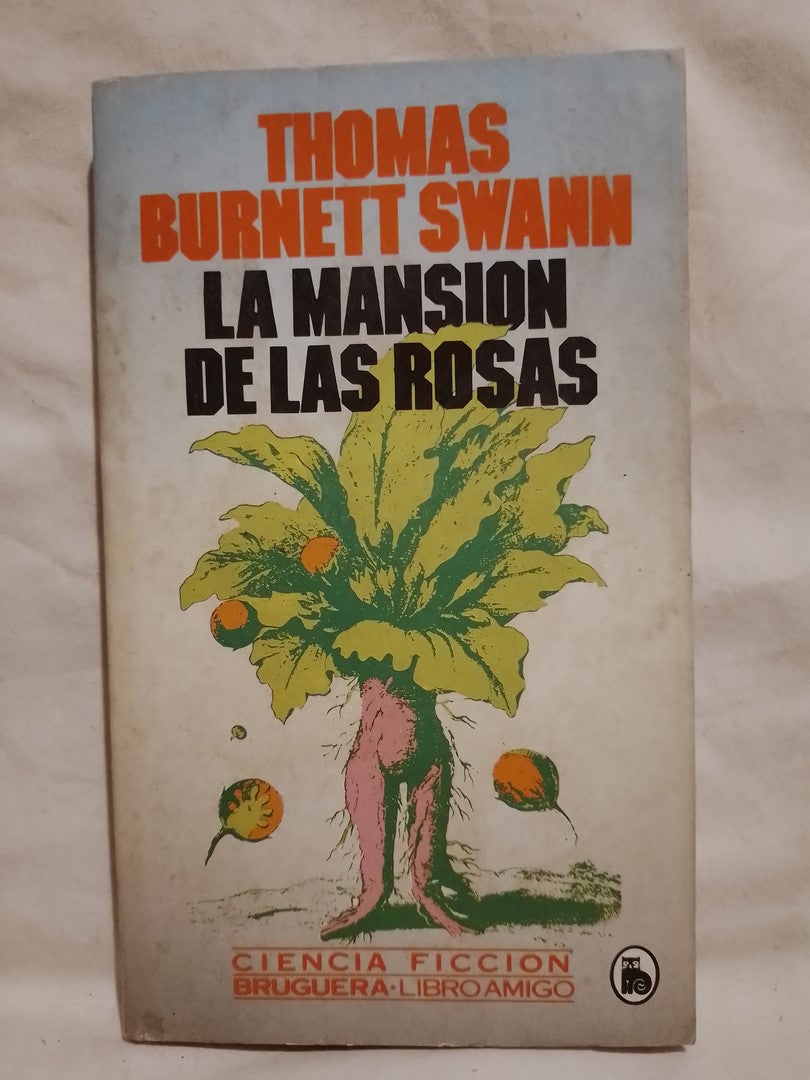 THOMAS
BURNETT SWANN
LA MANSION
DE LAS ROSAS
CIENCIA FICCION
BRUGUERA·LIBRO AMIGO